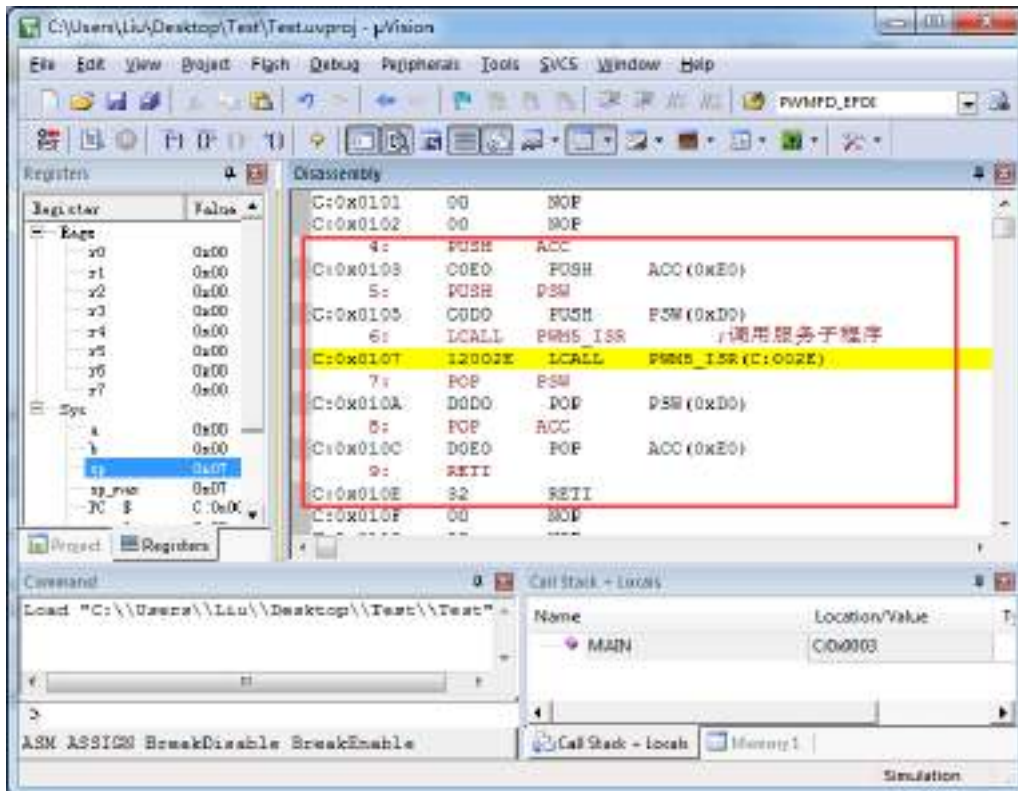 C:\Users\Liu\Desktop\Test\Test.uvproj - µVision
File Edit View Project Flash Debug Peripherals Tools SVCS Window Help
PWMFD_EFDI
Registers
Register Value
Regs
r0 0x00
r1 0x00
r2 0x00
r3 0x00
r4 0x00
r5 0x00
r6 0x00
r7 0x00
Sys
a 0x00
b 0x00
sp 0x07
sp_max 0x07
PC $
Project Registers
Disassembly
C:0x0101 00 NOP
C:0x0102 00 NOP
4: PUSH ACC
C:0x0103 C0E0 PUSH ACC(0xE0)
5: PUSH PSW
C:0x0105 C0D0 PUSH PSW(0xD0)
6: LCALL PWM5_ISR ;调用服务子程序
C:0x0107 12002E LCALL PWM5_ISR(C:002E)
7: POP PSW
C:0x010A D0D0 POP PSW(0xD0)
8: POP ACC
C:0x010C D0E0 POP ACC(0xE0)
9: RETI
C:0x010E 32 RETI
C:0x010F 00 NOP
Command
Load "C:\\Users\\Liu\\Desktop\\Test\\Test"
>
ASM ASSIGN BreakDisable BreakEnable
Call Stack + Locals
Name Location/Value
MAIN C:0x0003
Call Stack + Locals Memory 1
Simulation